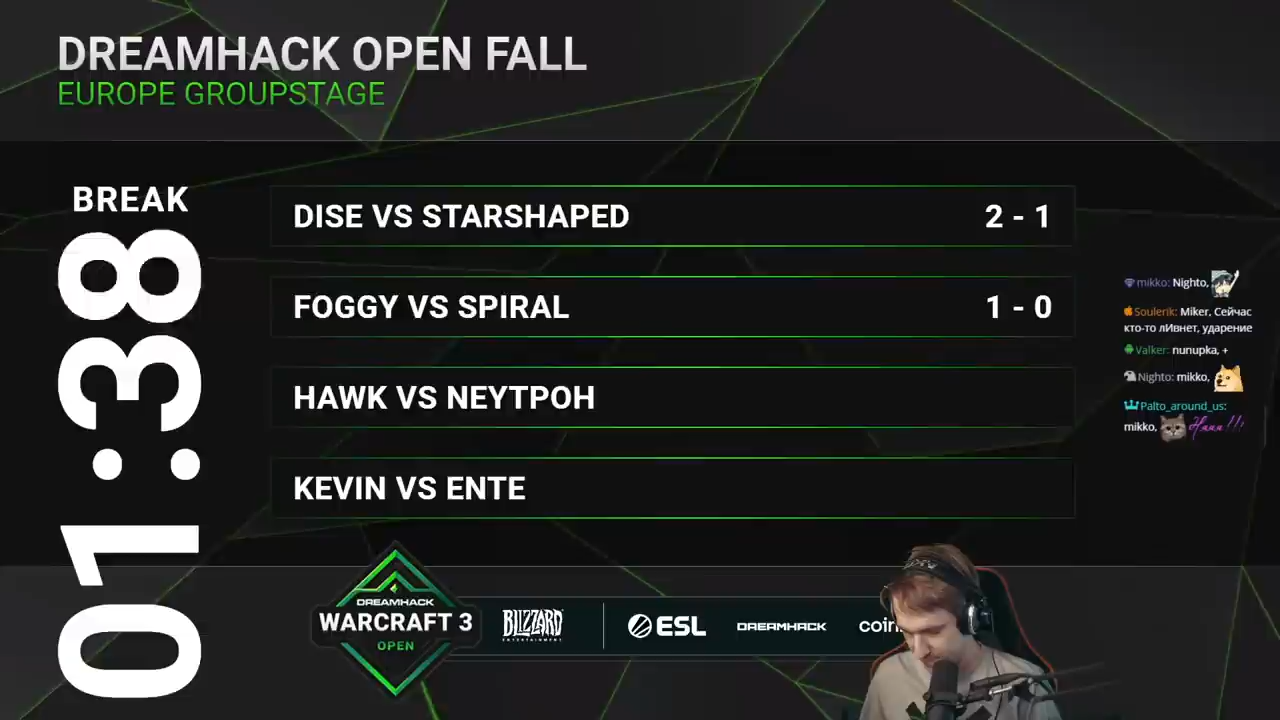 DREAMHACK OPEN FALL
EUROPE GROUPSTAGE
BREAK
01:38
DISE VS STARSHAPED 2 - 1
FOGGY VS SPIRAL 1 - 0
HAWK VS NEYTPOH
KEVIN VS ENTE
mikko: Nighto,
Soulerik: Miker, Сейчас
кто-то лИвнет, ударение
Valker: nunupka, +
Nighto: mikko,
Palto_around_us:
mikko,
DREAMHACK
WARCRAFT 3
OPEN
BLIZZARD
ENTERTAINMENT
ESL
DREAMHACK
coin